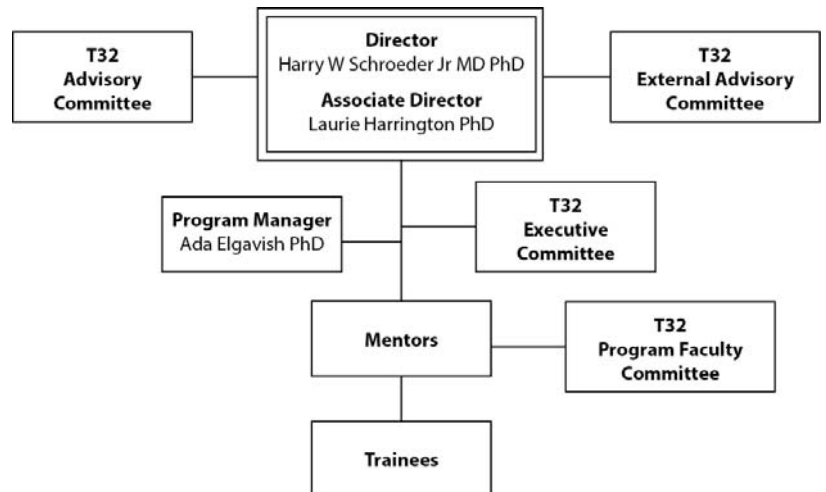 T32
Advisory
Committee
Director
Harry W Schroeder Jr MD PhD
Associate Director
Laurie Harrington PhD
T32
External Advisory
Committee
Program Manager
Ada Elgavish PhD
T32
Executive
Committee
Mentors
T32
Program Faculty
Committee
Trainees